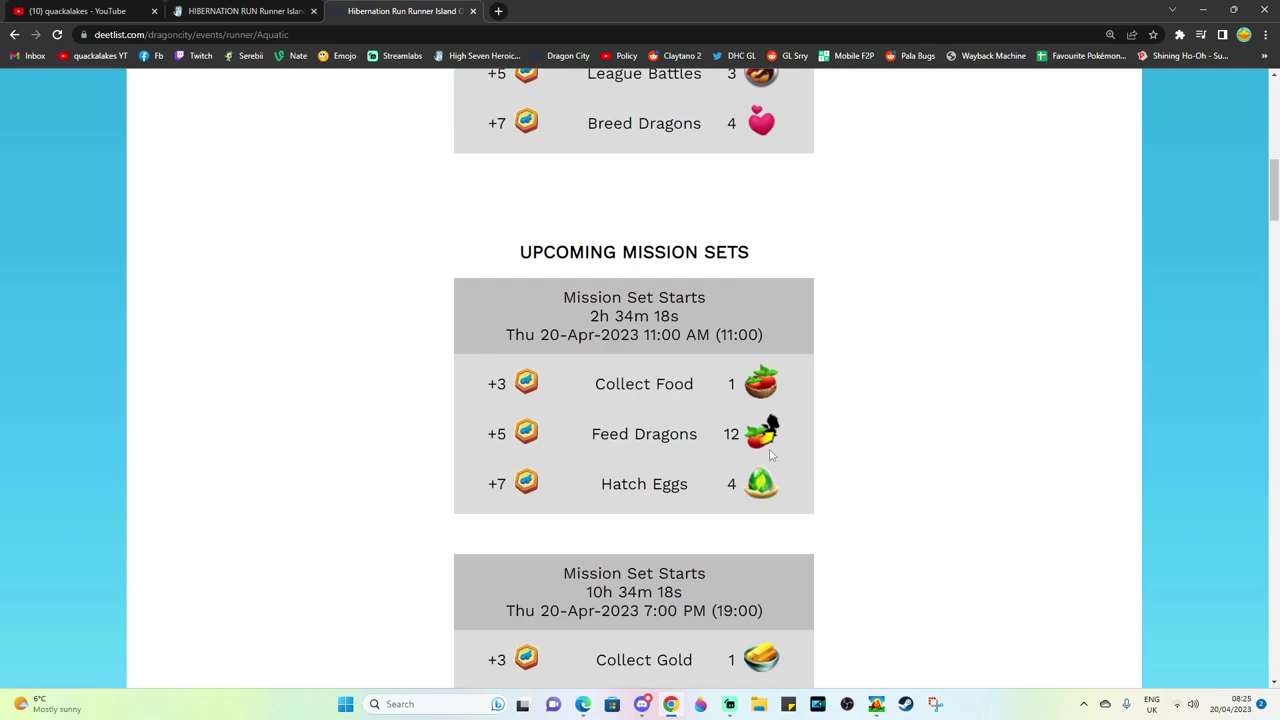 (10) quackalakes - YouTube
HIBERNATION RUN Runner Islan
Hibernation Run Runner Island G
deetlist.com/dragoncity/events/runner/Aquatic
Inbox quackalakes YT Fb Twitch Serebii Nate Emojo Streamlabs High Seven Heroic... Dragon City Policy Claytano 2 DHC GL GL Srry Mobile F2P Pala Bugs Wayback Machine Favourite Pokémon... Shining Ho-Oh - Su...
+5 League Battles 3
+7 Breed Dragons 4
UPCOMING MISSION SETS
Mission Set Starts
2h 34m 18s
Thu 20-Apr-2023 11:00 AM (11:00)
+3 Collect Food 1
+5 Feed Dragons 12
+7 Hatch Eggs 4
Mission Set Starts
10h 34m 18s
Thu 20-Apr-2023 7:00 PM (19:00)
+3 Collect Gold 1
6°C
Mostly sunny
Search
ENG
UK
08:25
20/04/2023
2